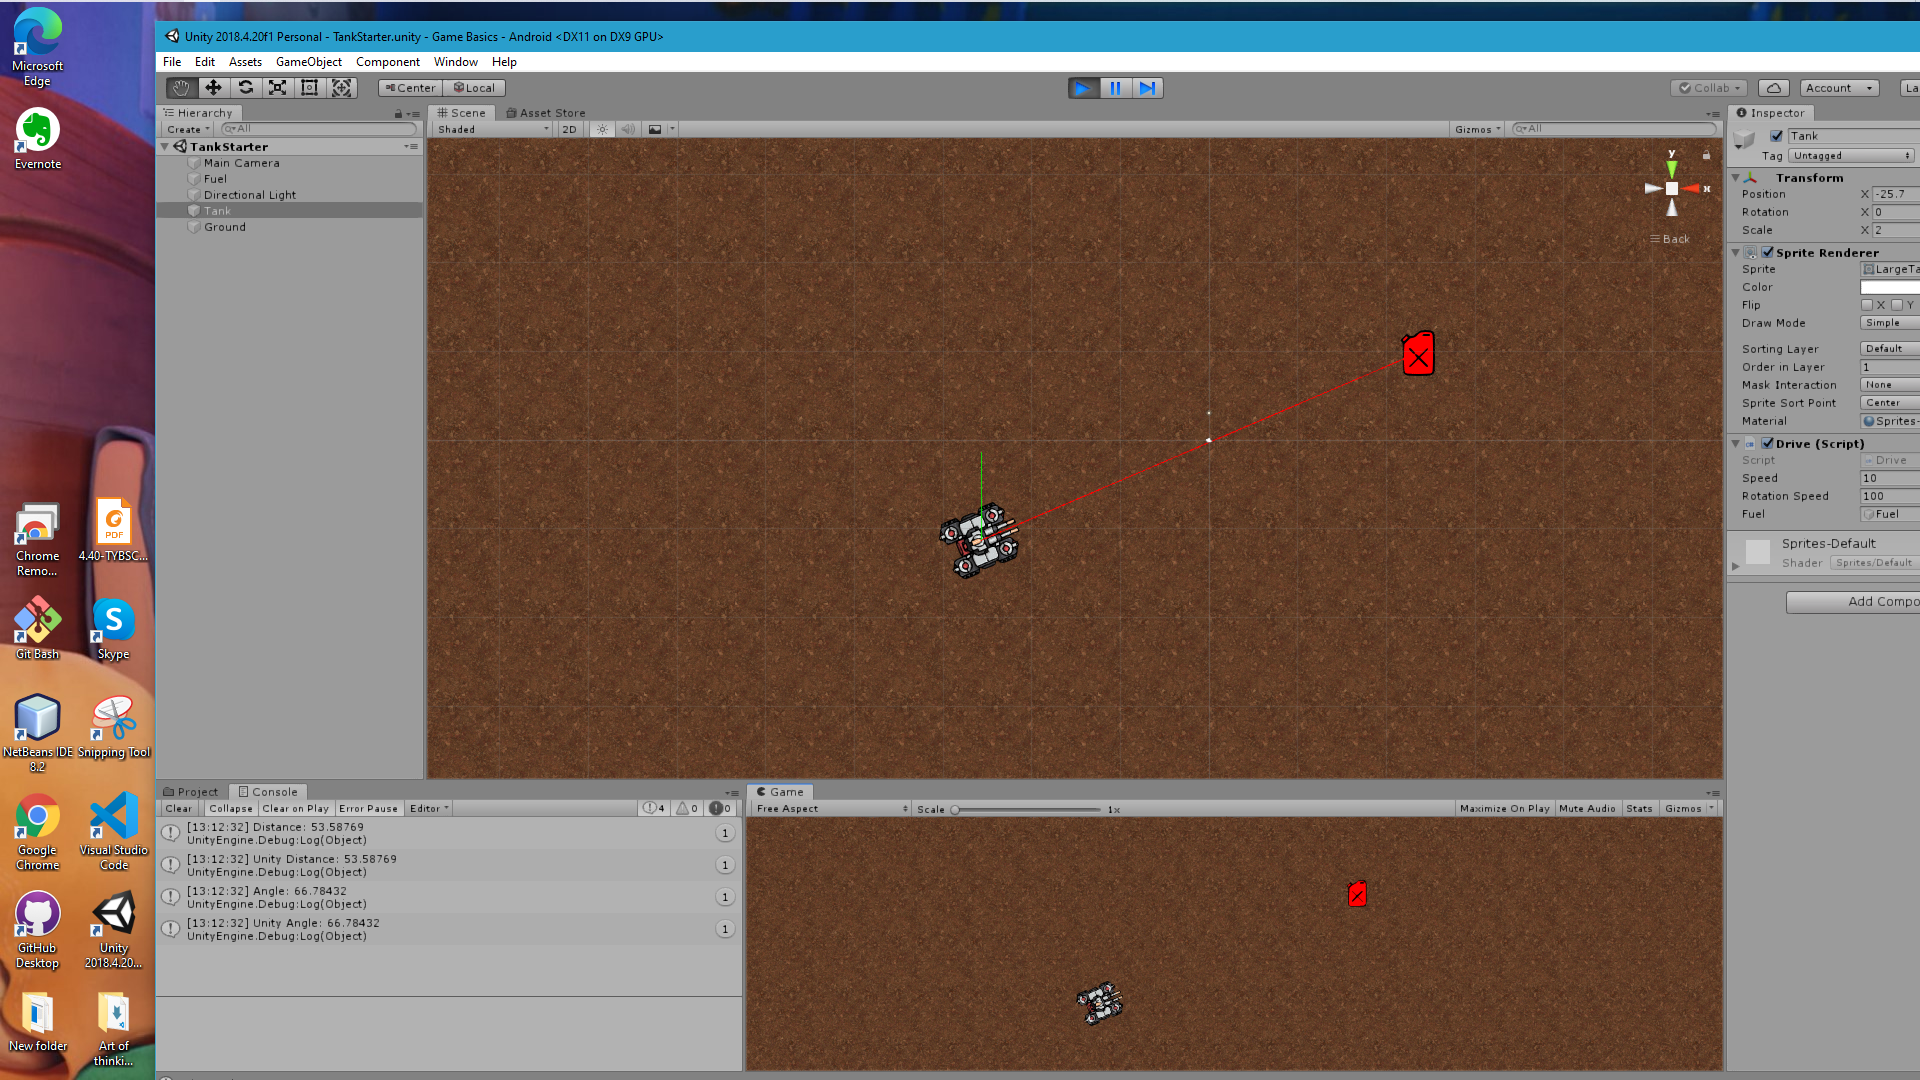 Microsoft
Edge
Evernote
Chrome
Remo...
4.40-TYBSC...
PDF
Git Bash
Skype
NetBeans IDE
8.2
Snipping Tool
Google
Chrome
Visual Studio
Code
GitHub
Desktop
Unity
2018.4.20...
New folder
Art of
thinki...
Unity 2018.4.20f1 Personal - TankStarter.unity - Game Basics - Android <DX11 on DX9 GPU>
File Edit Assets GameObject Component Window Help
Center Local
Collab Account La
Hierarchy
Create All
TankStarter
Main Camera
Fuel
Directional Light
Tank
Ground
Scene Asset Store
Shaded 2D Gizmos All
y
x
Back
Inspector
Tank
Tag Untagged
Transform
Position X -25.7
Rotation X 0
Scale X 2
Sprite Renderer
Sprite LargeTa
Color
Flip X Y
Draw Mode Simple
Sorting Layer Default
Order in Layer 1
Mask Interaction None
Sprite Sort Point Center
Material Sprites-
Drive (Script)
Script Drive
Speed 10
Rotation Speed 100
Fuel Fuel
Sprites-Default
Shader Sprites/Default
Add Compo
Project Console
Clear Collapse Clear on Play Error Pause Editor 4 0 0
[13:12:32] Distance: 53.58769
UnityEngine.Debug:Log(Object)
1
[13:12:32] Unity Distance: 53.58769
UnityEngine.Debug:Log(Object)
1
[13:12:32] Angle: 66.78432
UnityEngine.Debug:Log(Object)
1
[13:12:32] Unity Angle: 66.78432
UnityEngine.Debug:Log(Object)
1
Game
Free Aspect Scale 1x Maximize On Play Mute Audio Stats Gizmos